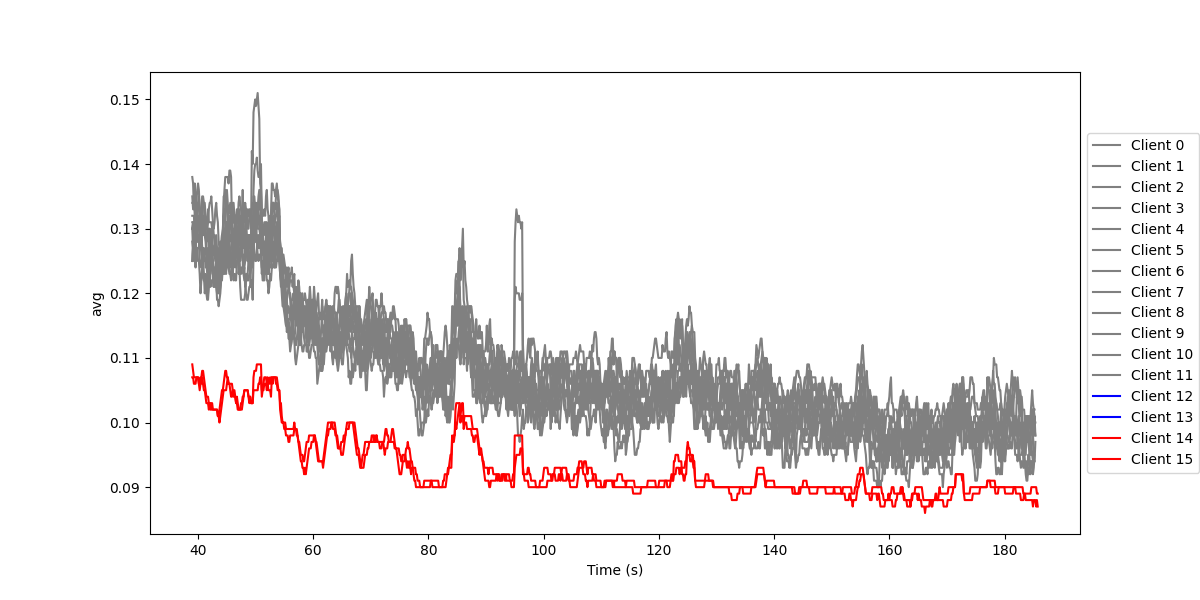 0.15
0.14
0.13
0.12
0.11
0.10
0.09
avg
40 60 80 100 120 140 160 180
Time (s)
Client 0
Client 1
Client 2
Client 3
Client 4
Client 5
Client 6
Client 7
Client 8
Client 9
Client 10
Client 11
Client 12
Client 13
Client 14
Client 15